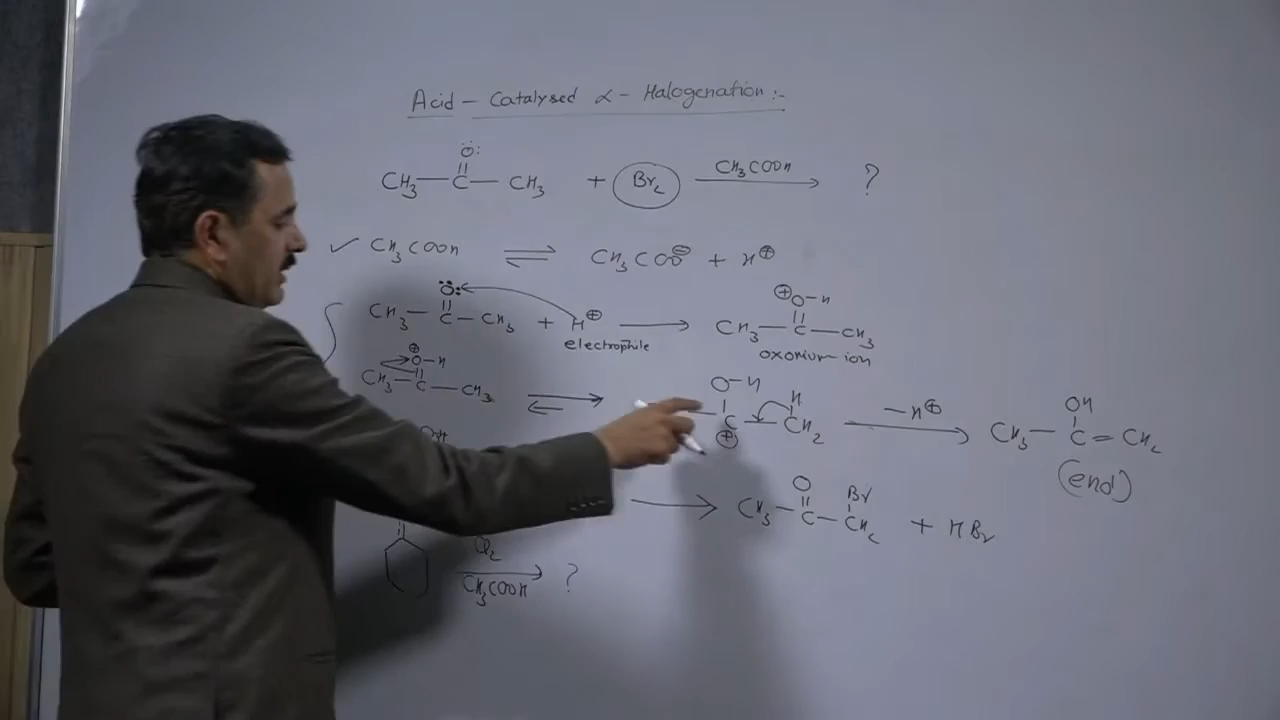 Acid - Catalysed α - Halogenation :-
Ö:
CH₃ — C — CH₃ + Br₂ CH₃COOH ⟶ ?
✓ CH₃COOH ⇌ CH₃COO⊖ + H⊕
Ö: ⊕O-H
CH₃ — C — CH₃ + H⊕ ⟶ CH₃ — C — CH₃
electrophile oxonium ion
⊕O-H O-H H -H⊕ OH
CH₃ — C — CH₃ ⇌ C — CH₂ ⟶ CH₃ — C = CH₂
⊕ (enol)
OH O Br
⟶ CH₃ — C — CH₂ + HBr
CH₃COOH ⟶ ?